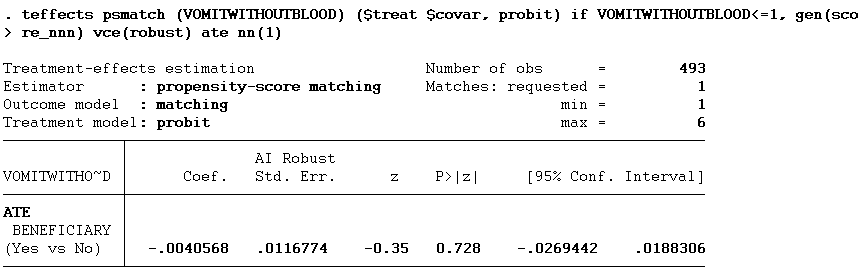 . teffects psmatch (VOMITWITHOUTBLOOD) ($treat $covar, probit) if VOMITWITHOUTBLOOD<=1, gen(sco
> re_nnn) vce(robust) ate nn(1)
Treatment-effects estimation Number of obs = 493
Estimator : propensity-score matching Matches: requested = 1
Outcome model : matching min = 1
Treatment model: probit max = 6
AI Robust
VOMITWITHO~D Coef. Std. Err. z P>|z| [95% Conf. Interval]
ATE
BENEFICIARY
(Yes vs No) -.0040568 .0116774 -0.35 0.728 -.0269442 .0188306